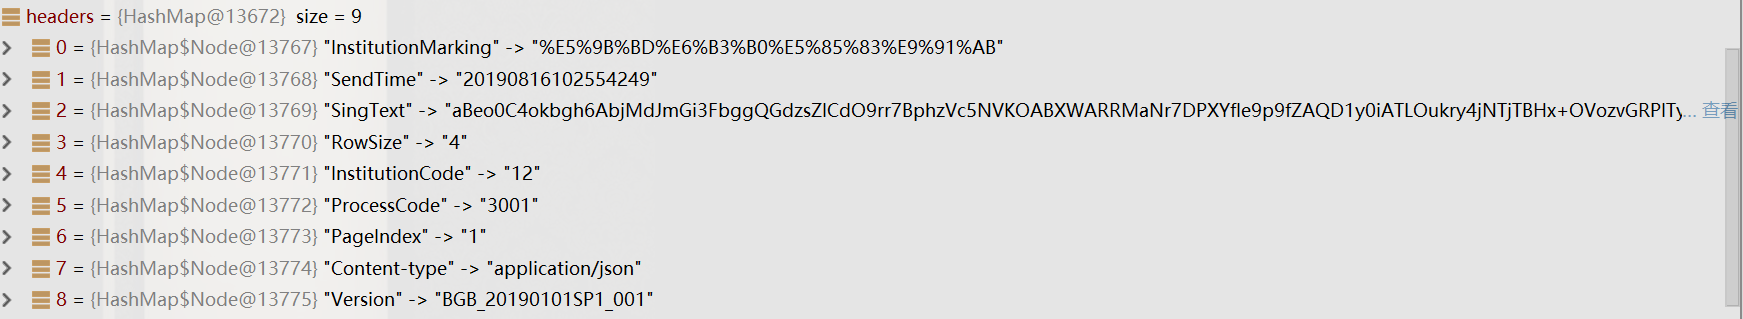 headers = {HashMap@13672} size = 9
0 = {HashMap$Node@13767} "InstitutionMarking" -> "%E5%9B%BD%E6%B3%B0%E5%85%83%E9%91%AB"
1 = {HashMap$Node@13768} "SendTime" -> "20190816102554249"
2 = {HashMap$Node@13769} "SingText" -> "aBeo0C4okbgh6AbjMdJmGi3FbggQGdzsZlCdO9rr7BphzVc5NVKOABXWARRMaNr7DPXYfle9p9fZAQD1y0iATLOukry4jNTjTBHx+OVozvGRPlTy... 查看
3 = {HashMap$Node@13770} "RowSize" -> "4"
4 = {HashMap$Node@13771} "InstitutionCode" -> "12"
5 = {HashMap$Node@13772} "ProcessCode" -> "3001"
6 = {HashMap$Node@13773} "PageIndex" -> "1"
7 = {HashMap$Node@13774} "Content-type" -> "application/json"
8 = {HashMap$Node@13775} "Version" -> "BGB_20190101SP1_001"